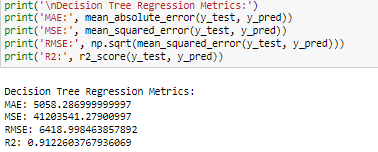 print('\nDecision Tree Regression Metrics:')
print('MAE:', mean_absolute_error(y_test, y_pred))
print('MSE:', mean_squared_error(y_test, y_pred))
print('RMSE:', np.sqrt(mean_squared_error(y_test, y_pred)))
print('R2:', r2_score(y_test, y_pred))
Decision Tree Regression Metrics:
MAE: 5058.286999999997
MSE: 41203541.27900997
RMSE: 6418.998463857892
R2: 0.9122603767936069